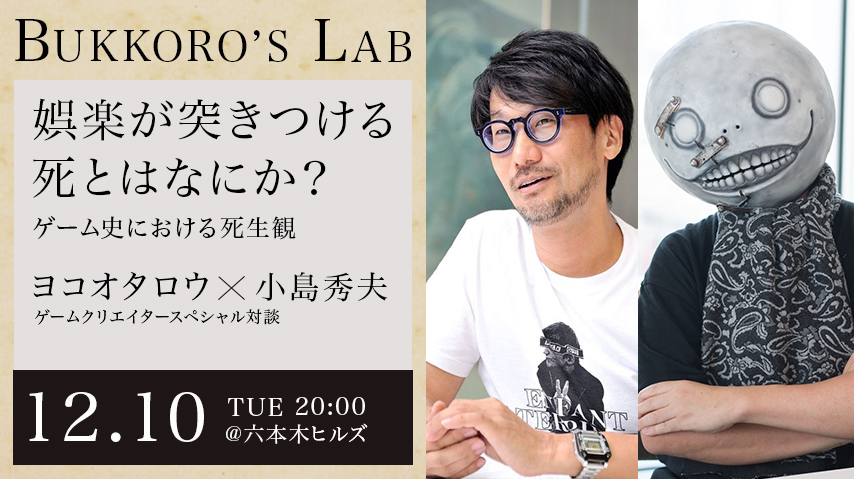 BUKKORO'S LAB
娯楽が突きつける
死とはなにか？
ゲーム史における死生観
ヨコオタロウ×小島秀夫
ゲームクリエイタースペシャル対談
12.10 TUE 20:00
@六本木ヒルズ
ENFANT